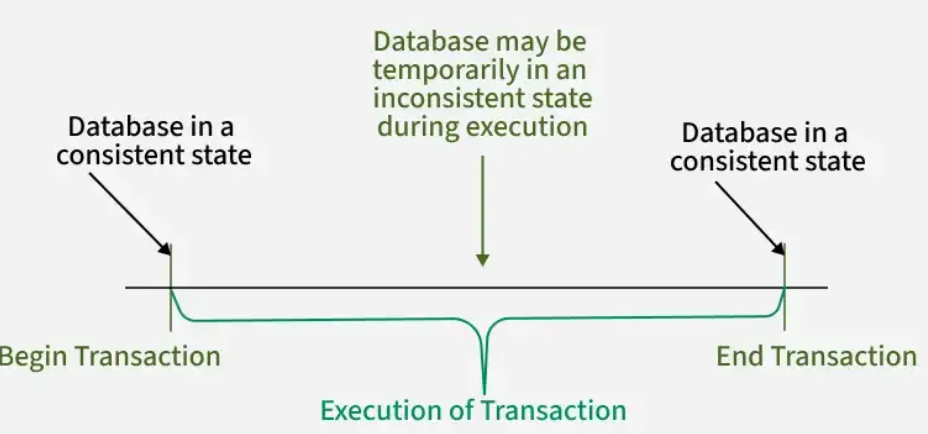 Database may be
temporarily in an
inconsistent state
during execution
Database in a
consistent state
Database in a
consistent state
Begin Transaction
End Transaction
Execution of Transaction